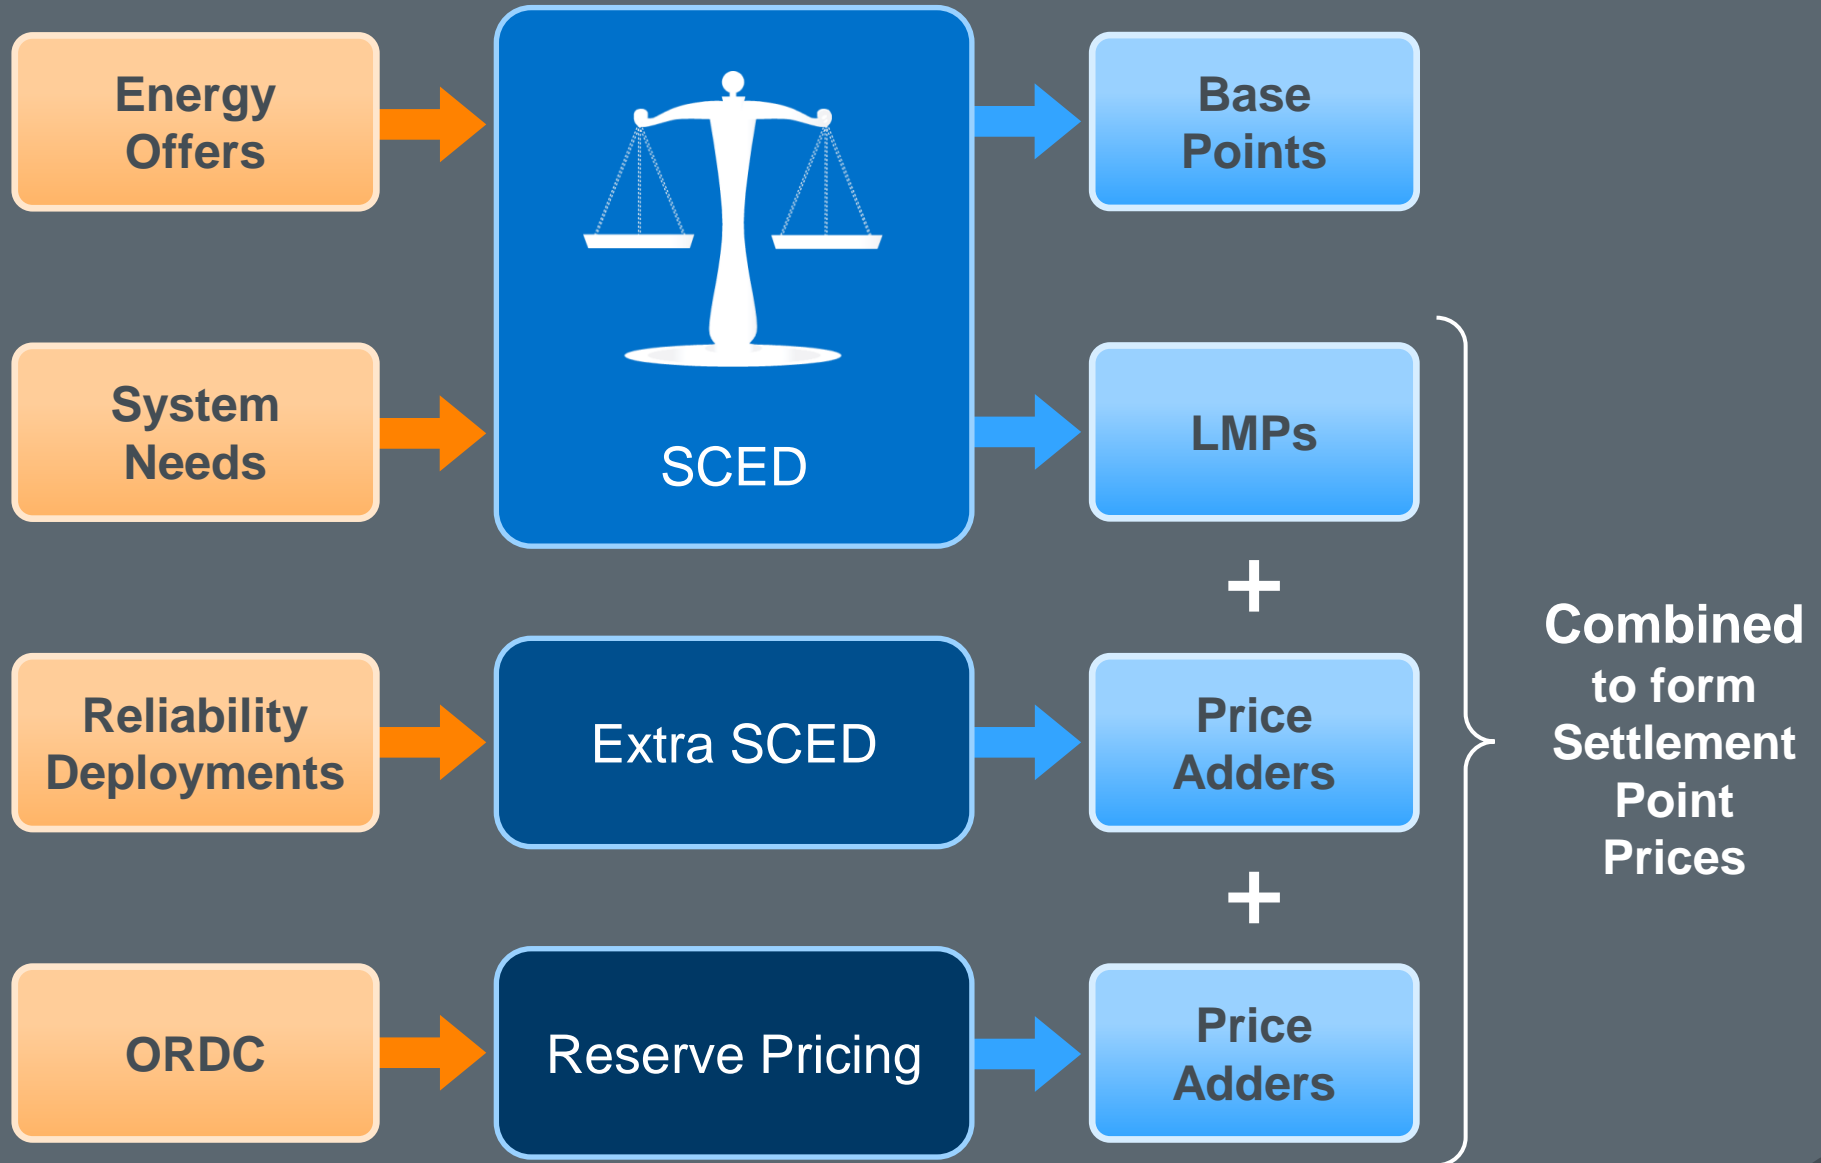 Energy
Offers
Base
Points
System
Needs
SCED
LMPs
+
Reliability
Deployments
Extra SCED
Price
Adders
+
ORDC
Reserve Pricing
Price
Adders
Combined
to form
Settlement
Point
Prices